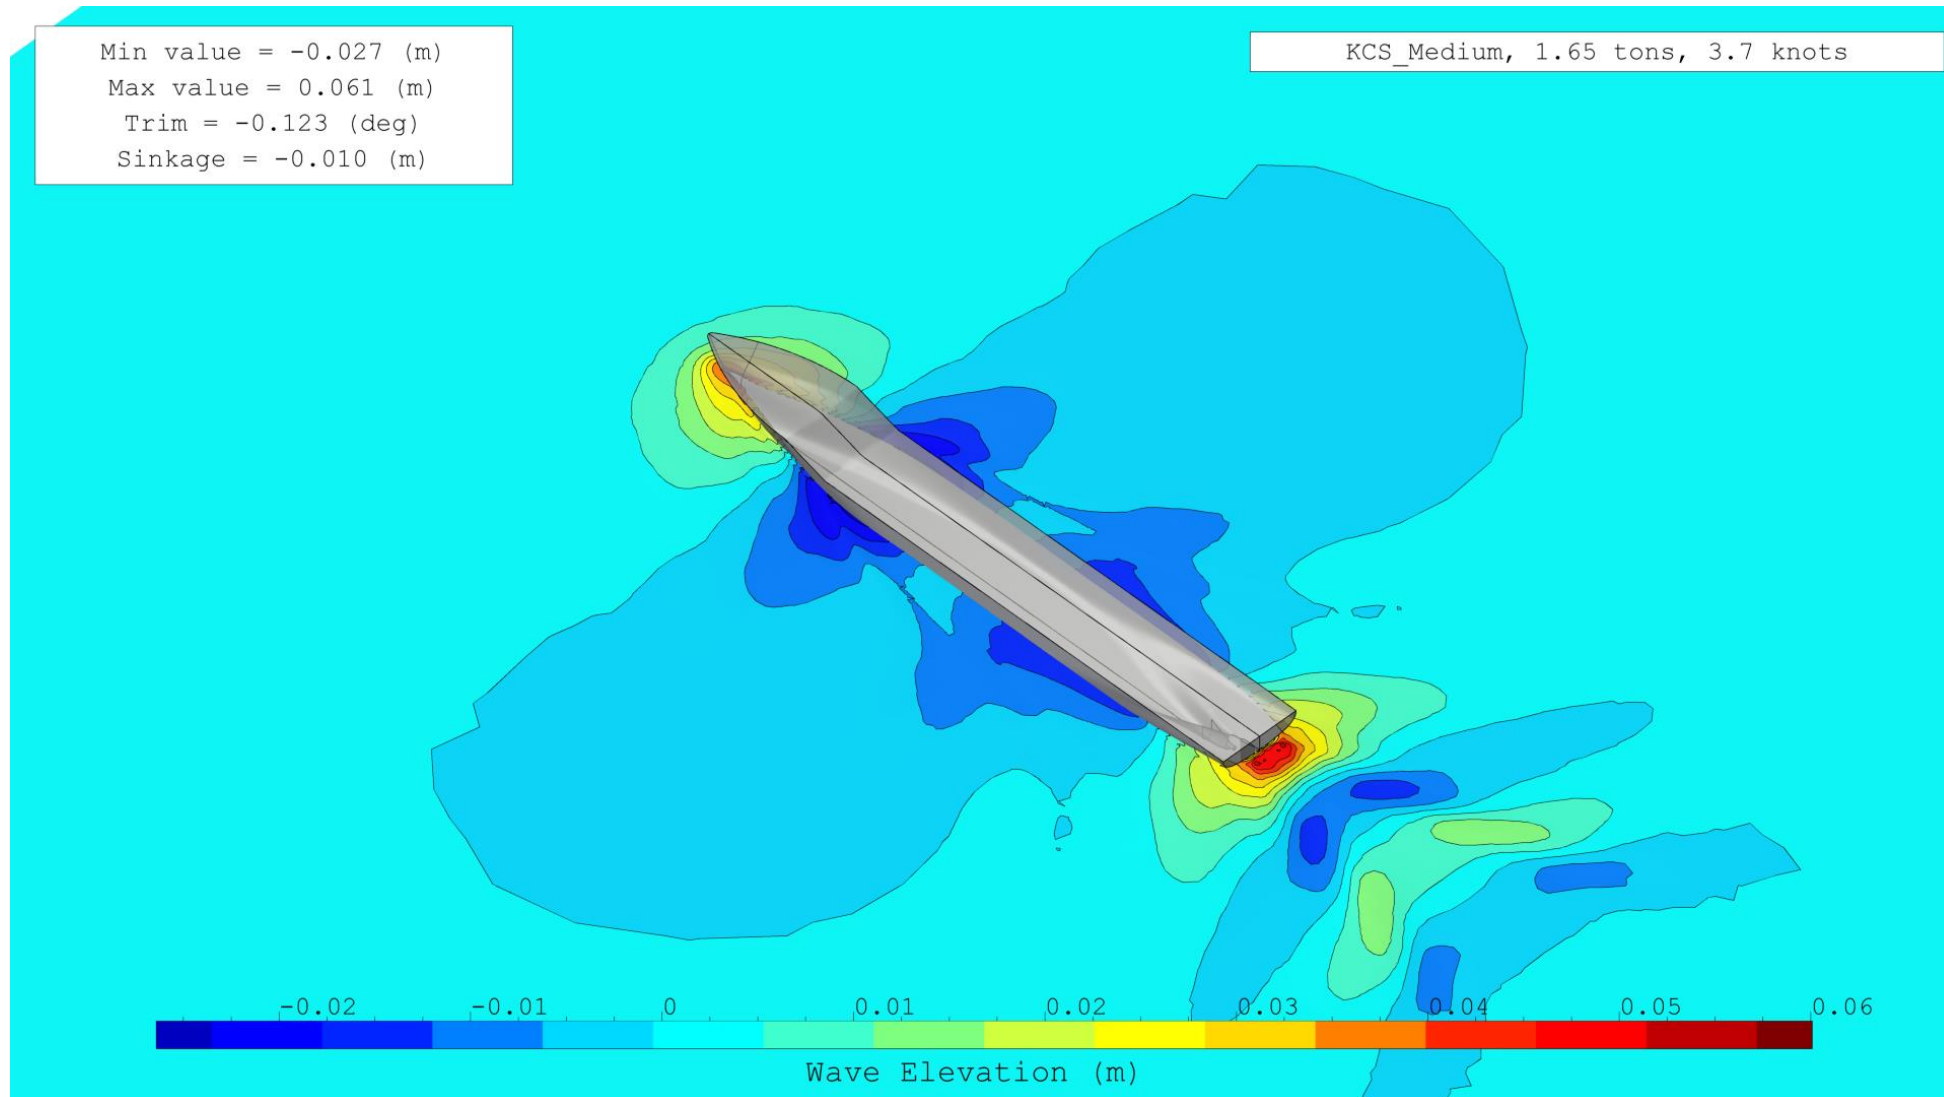 Min value = -0.027 (m)
Max value = 0.061 (m)
Trim = -0.123 (deg)
Sinkage = -0.010 (m)
KCS_Medium, 1.65 tons, 3.7 knots
-0.02 -0.01 0 0.01 0.02 0.03 0.04 0.05 0.06
Wave Elevation (m)